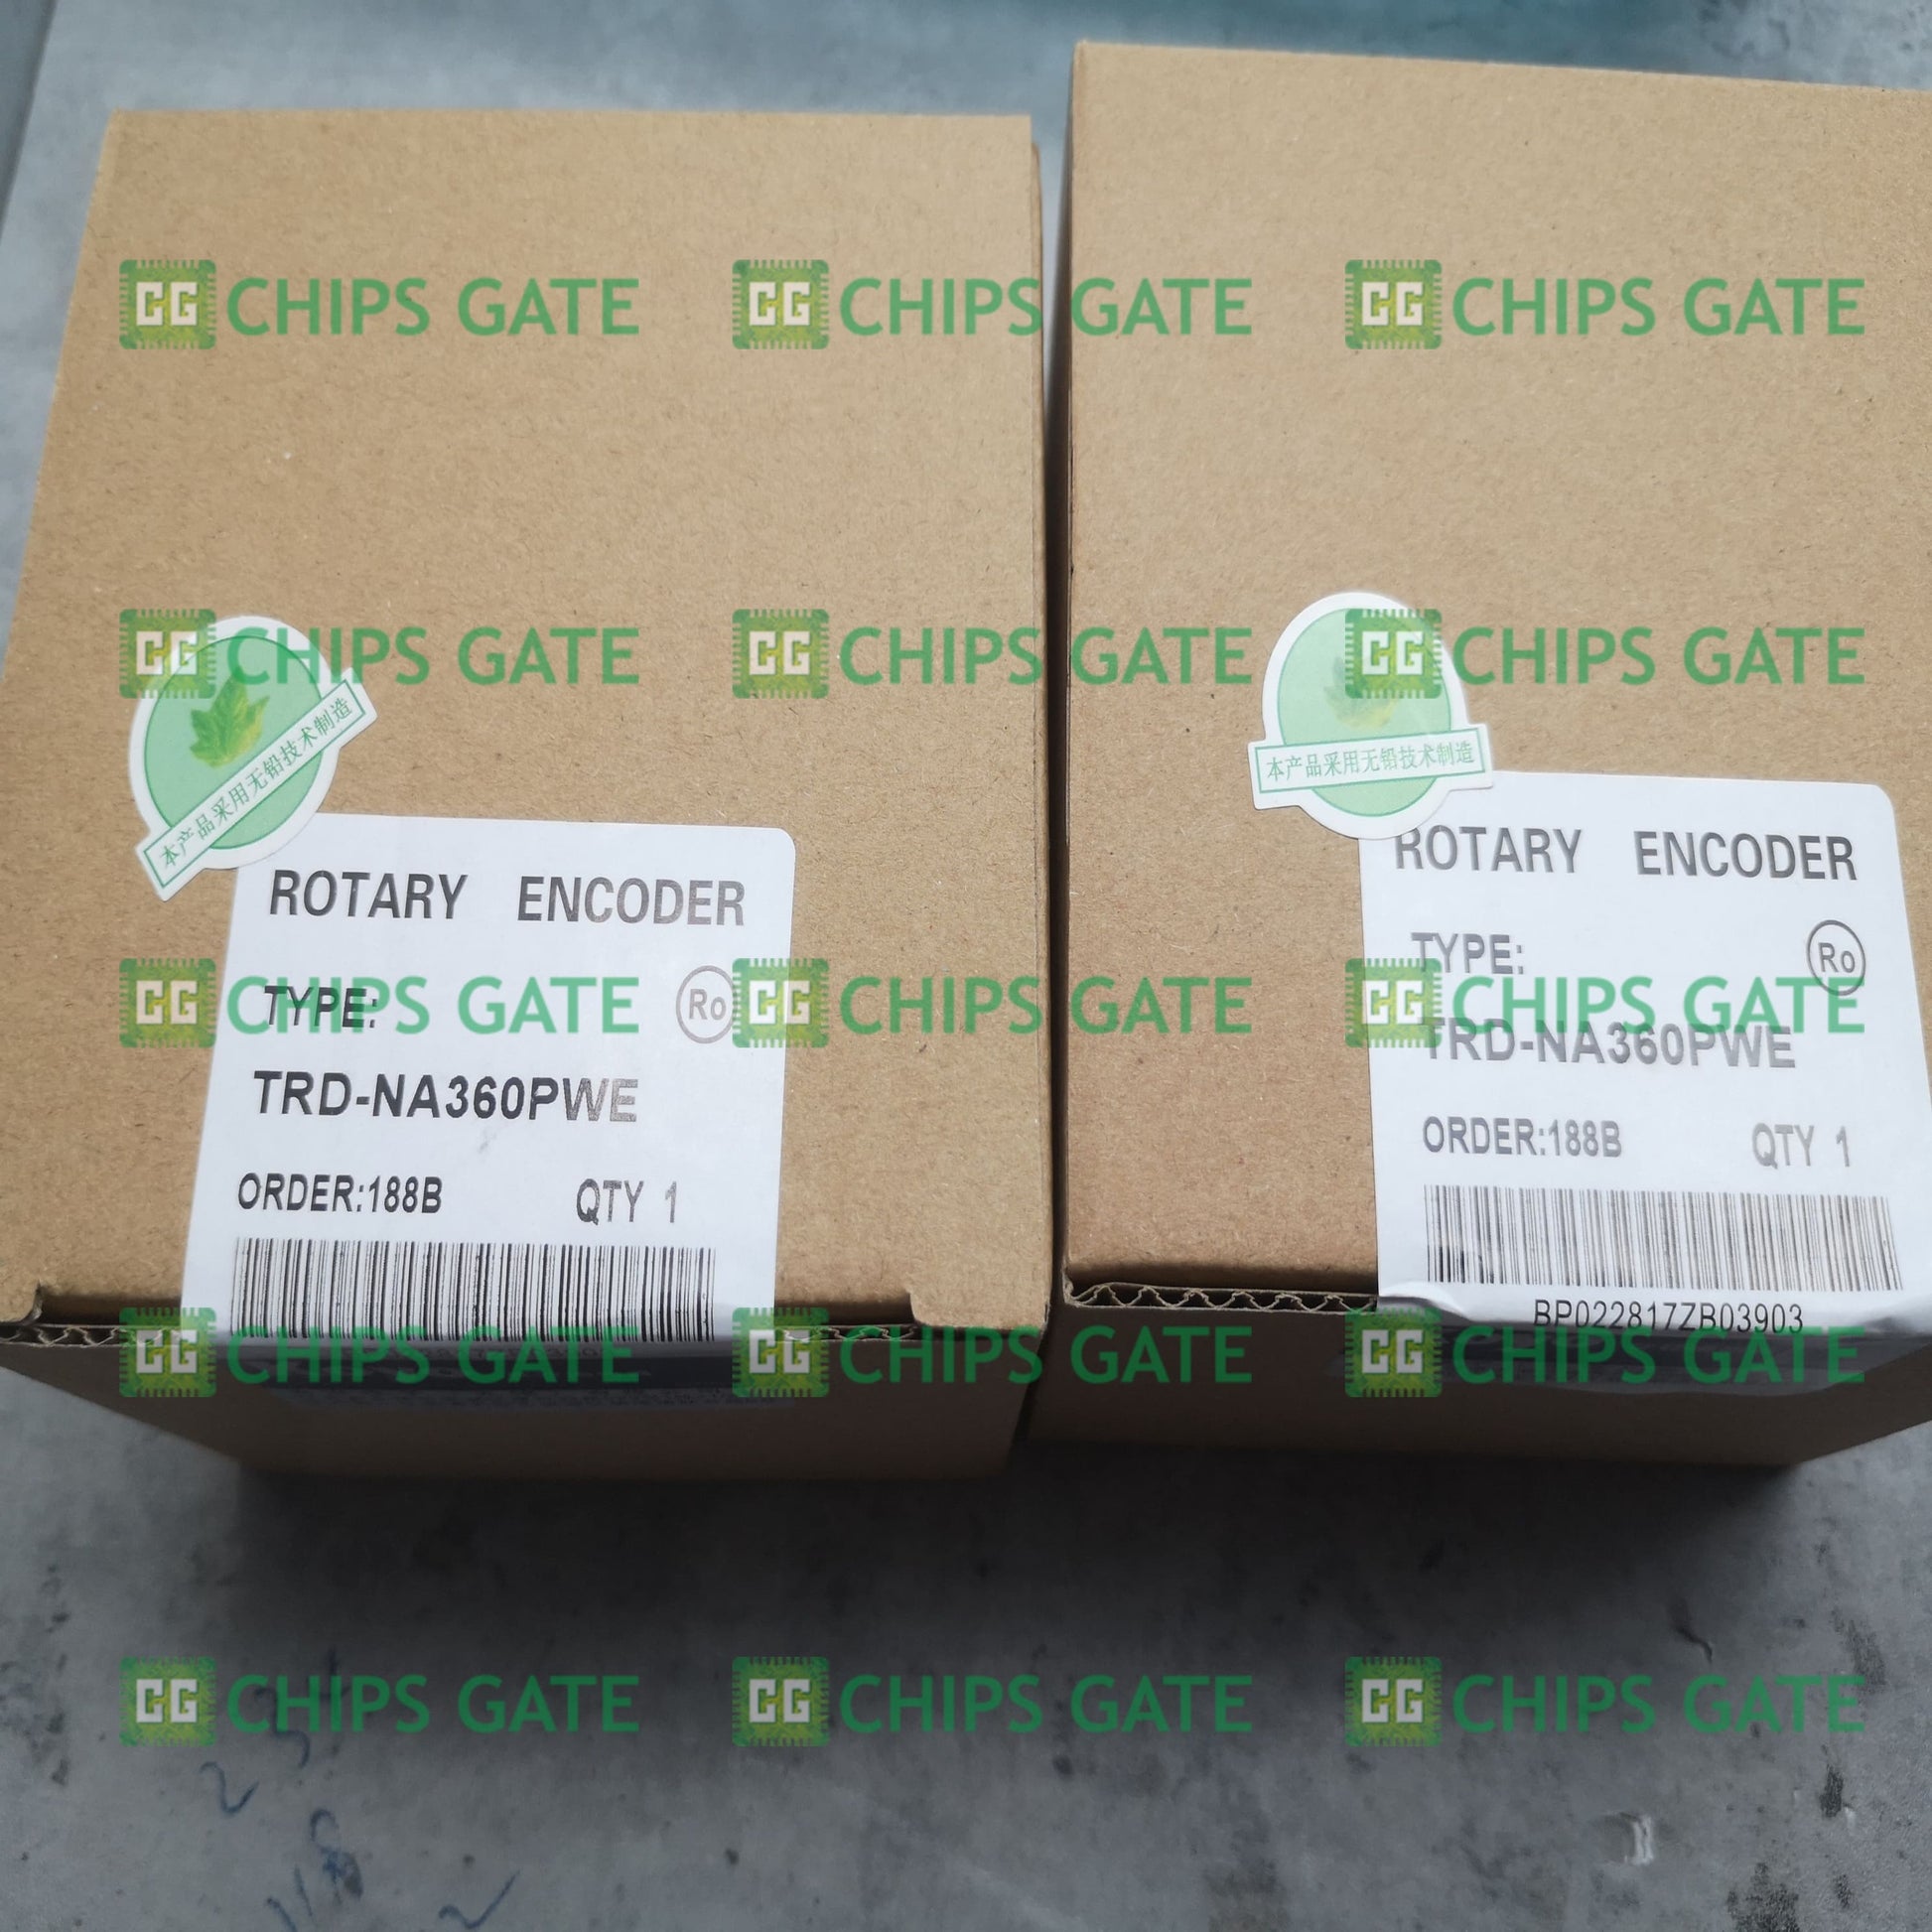 CG CHIPS GATE CG CHIPS GATE CG CHIPS GATE
CG CHIPS GATE CG CHIPS GATE CG CHIPS GATE
本产品采用无铅技术制造
ROTARY ENCODER
TYPE: Ro
TRD-NA360PWE
ORDER:188B QTY 1
本产品采用无铅技术制造
ROTARY ENCODER
TYPE: Ro
TRD-NA360PWE
ORDER:188B QTY 1
BP022817ZB03903
CG CHIPS GATE CG CHIPS GATE CG CHIPS GATE
CG CHIPS GATE CG CHIPS GATE CG CHIPS GATE
CG CHIPS GATE CG CHIPS GATE CG CHIPS GATE